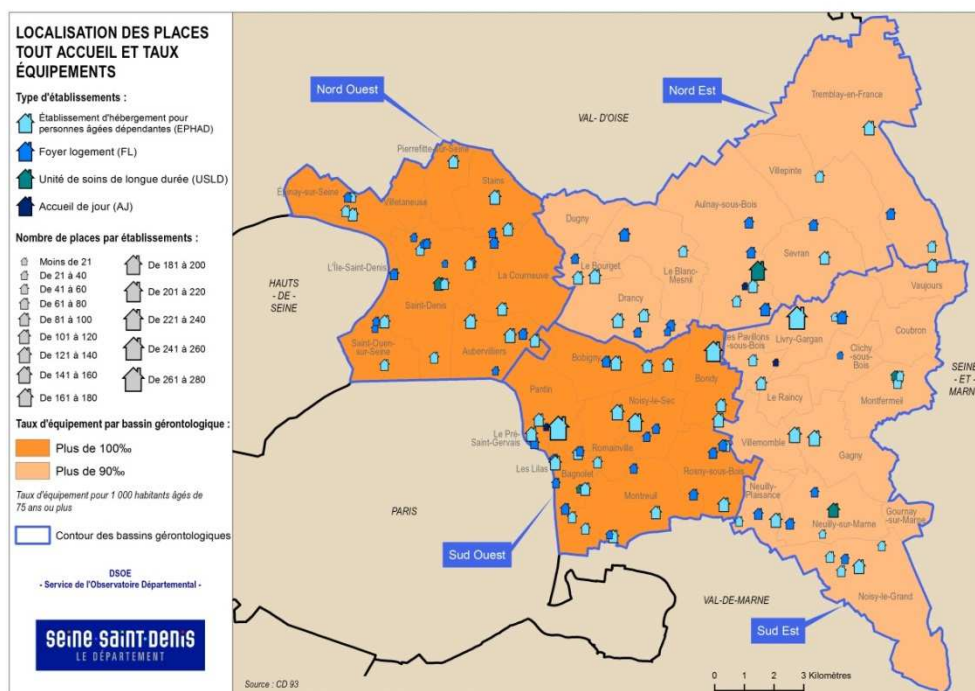 LOCALISATION DES PLACES
TOUT ACCUEIL ET TAUX
ÉQUIPEMENTS
Type d'établissements :
Établissement d'hébergement pour
personnes âgées dépendantes (EPHAD)
Foyer logement (FL)
Unité de soins de longue durée (USLD)
Accueil de jour (AJ)
Nombre de places par établissements :
Moins de 21
De 21 à 40
De 41 à 60
De 61 à 80
De 81 à 100
De 101 à 120
De 121 à 140
De 141 à 160
De 161 à 180
De 181 à 200
De 201 à 220
De 221 à 240
De 241 à 260
De 261 à 280
Taux d'équipement par bassin gérontologique :
Plus de 100‰
Plus de 90‰
Taux d'équipement pour 1 000 habitants âgés de
75 ans ou plus
Contour des bassins gérontologiques
DSOE
- Service de l'Observatoire Départemental -
seine-saint-denis
LE DÉPARTEMENT
Nord Ouest
Nord Est
VAL- D'OISE
Tremblay-en-France
Pierrefitte-sur-Seine
Villepinte
Stains
Épinay-sur-Seine
Villetaneuse
Aulnay-sous-Bois
Dugny
Sevran
L'Île-Saint-Denis
La Courneuve
Le Bourget
Le Blanc-
Mesnil
Vaujours
HAUTS
- DE -
SEINE
Saint-Denis
Drancy
Livry-Gargan
Coubron
Saint-Ouen-
sur-Seine
Aubervilliers
Les Pavillons
-sous-Bois
Clichy
-sous-
Bois
Bobigny
Bondy
SEINE
- ET -
MARNE
Pantin
Noisy-le-Sec
Le Raincy
Montfermeil
Le Pré-
Saint-Gervais
Romainville
Villemomble
Gagny
Les Lilas
Bagnolet
Rosny-sous-Bois
Neuilly-
Plaisance
Montreuil
Neuilly-sur-Marne
Gournay
-sur-Marne
PARIS
Sud Ouest
VAL-DE-MARNE
Noisy-le-Grand
Sud Est
0 1 2 3 Kilomètres
Source : CD 93